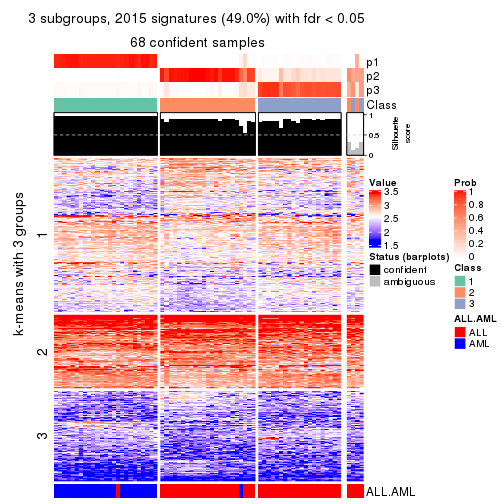 3 subgroups, 2015 signatures (49.0%) with fdr < 0.05
68 confident samples
p1
p2
p3
Class
1
0.5
0
Silhouette
score
k-means with 3 groups
1
2
3
ALL.AML
Value
3.5
3
2.5
2
1.5
Status (barplots)
confident
ambiguous
Prob
1
0.8
0.6
0.4
0.2
0
Class
1
2
3
ALL.AML
ALL
AML